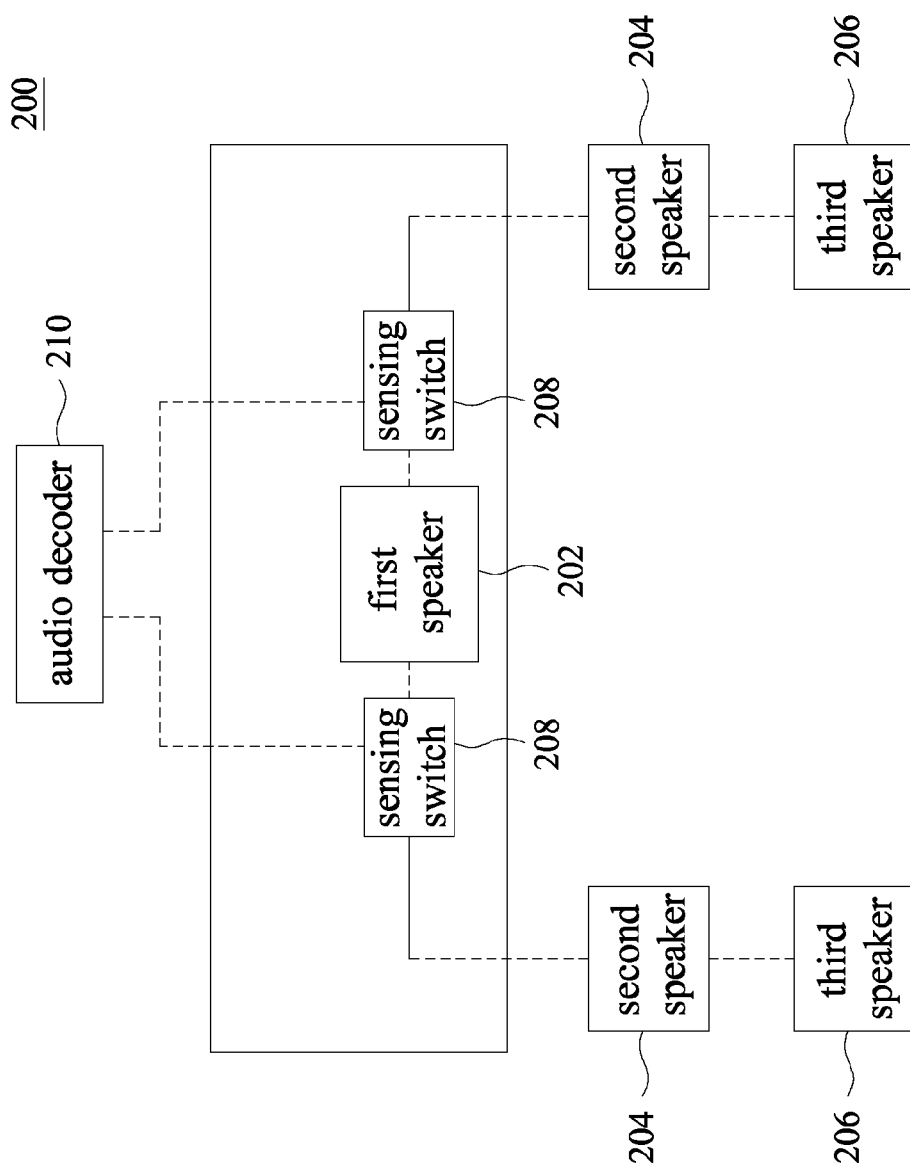 200
audio decoder
210
sensing
switch
208
first
speaker
202
sensing
switch
208
second
speaker
204
second
speaker
204
third
speaker
206
third
speaker
206